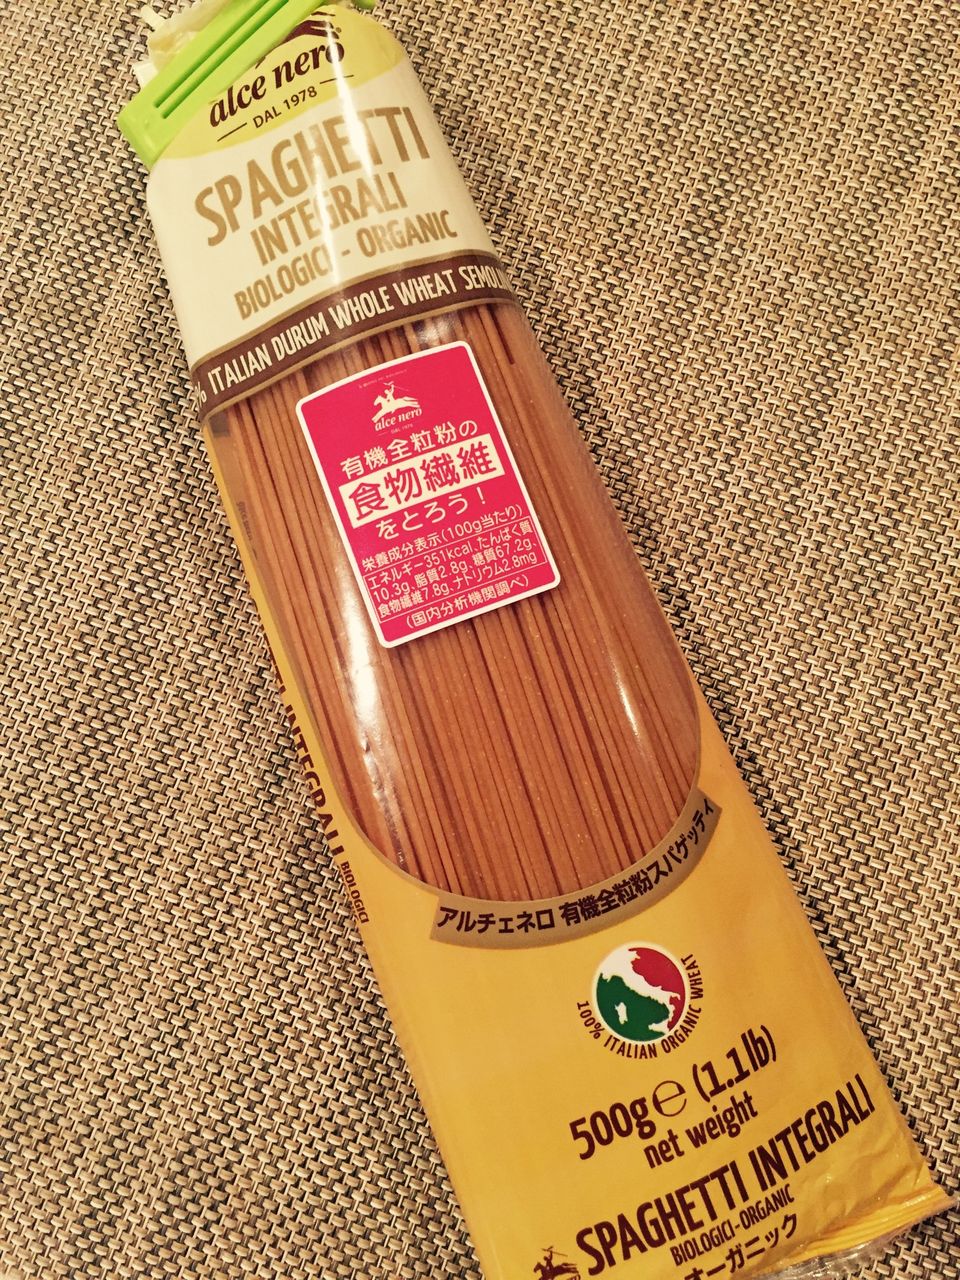 alce nero
DAL 1978
SPAGHETTI
INTEGRALI
BIOLOGICI - ORGANIC
% ITALIAN DURUM WHOLE WHEAT
alce nero
DAL 1978
有機全粒粉の
食物繊維
をとろう！
栄養成分表示(100g当たり)
エネルギー351kcal、たんぱく質
10.3g、脂質2.8g、糖質67.2g、
食物繊維7.8g、ナトリウム2.8mg
(国内分析機関調べ)
INTEGRALI BIOLOGICI
アルチェネロ 有機全粒粉スパゲッティ
100% ITALIAN ORGANIC WHEAT
500g℮ (1.1lb)
net weight
SPAGHETTI INTEGRALI
BIOLOGICI-ORGANIC
オーガニック